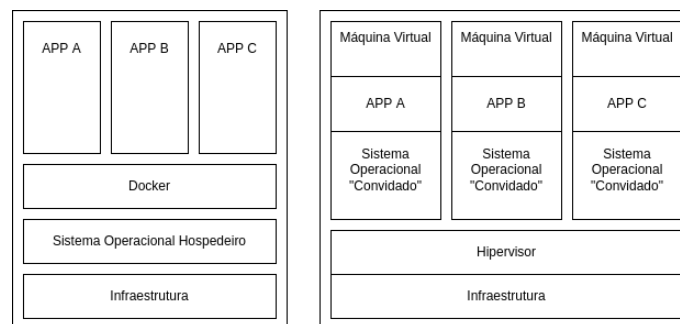 APP A
APP B
APP C
Docker
Sistema Operacional Hospedeiro
Infraestrutura
Máquina Virtual
Máquina Virtual
Máquina Virtual
APP A
APP B
APP C
Sistema
Operacional
"Convidado"
Sistema
Operacional
"Convidado"
Sistema
Operacional
"Convidado"
Hipervisor
Infraestrutura